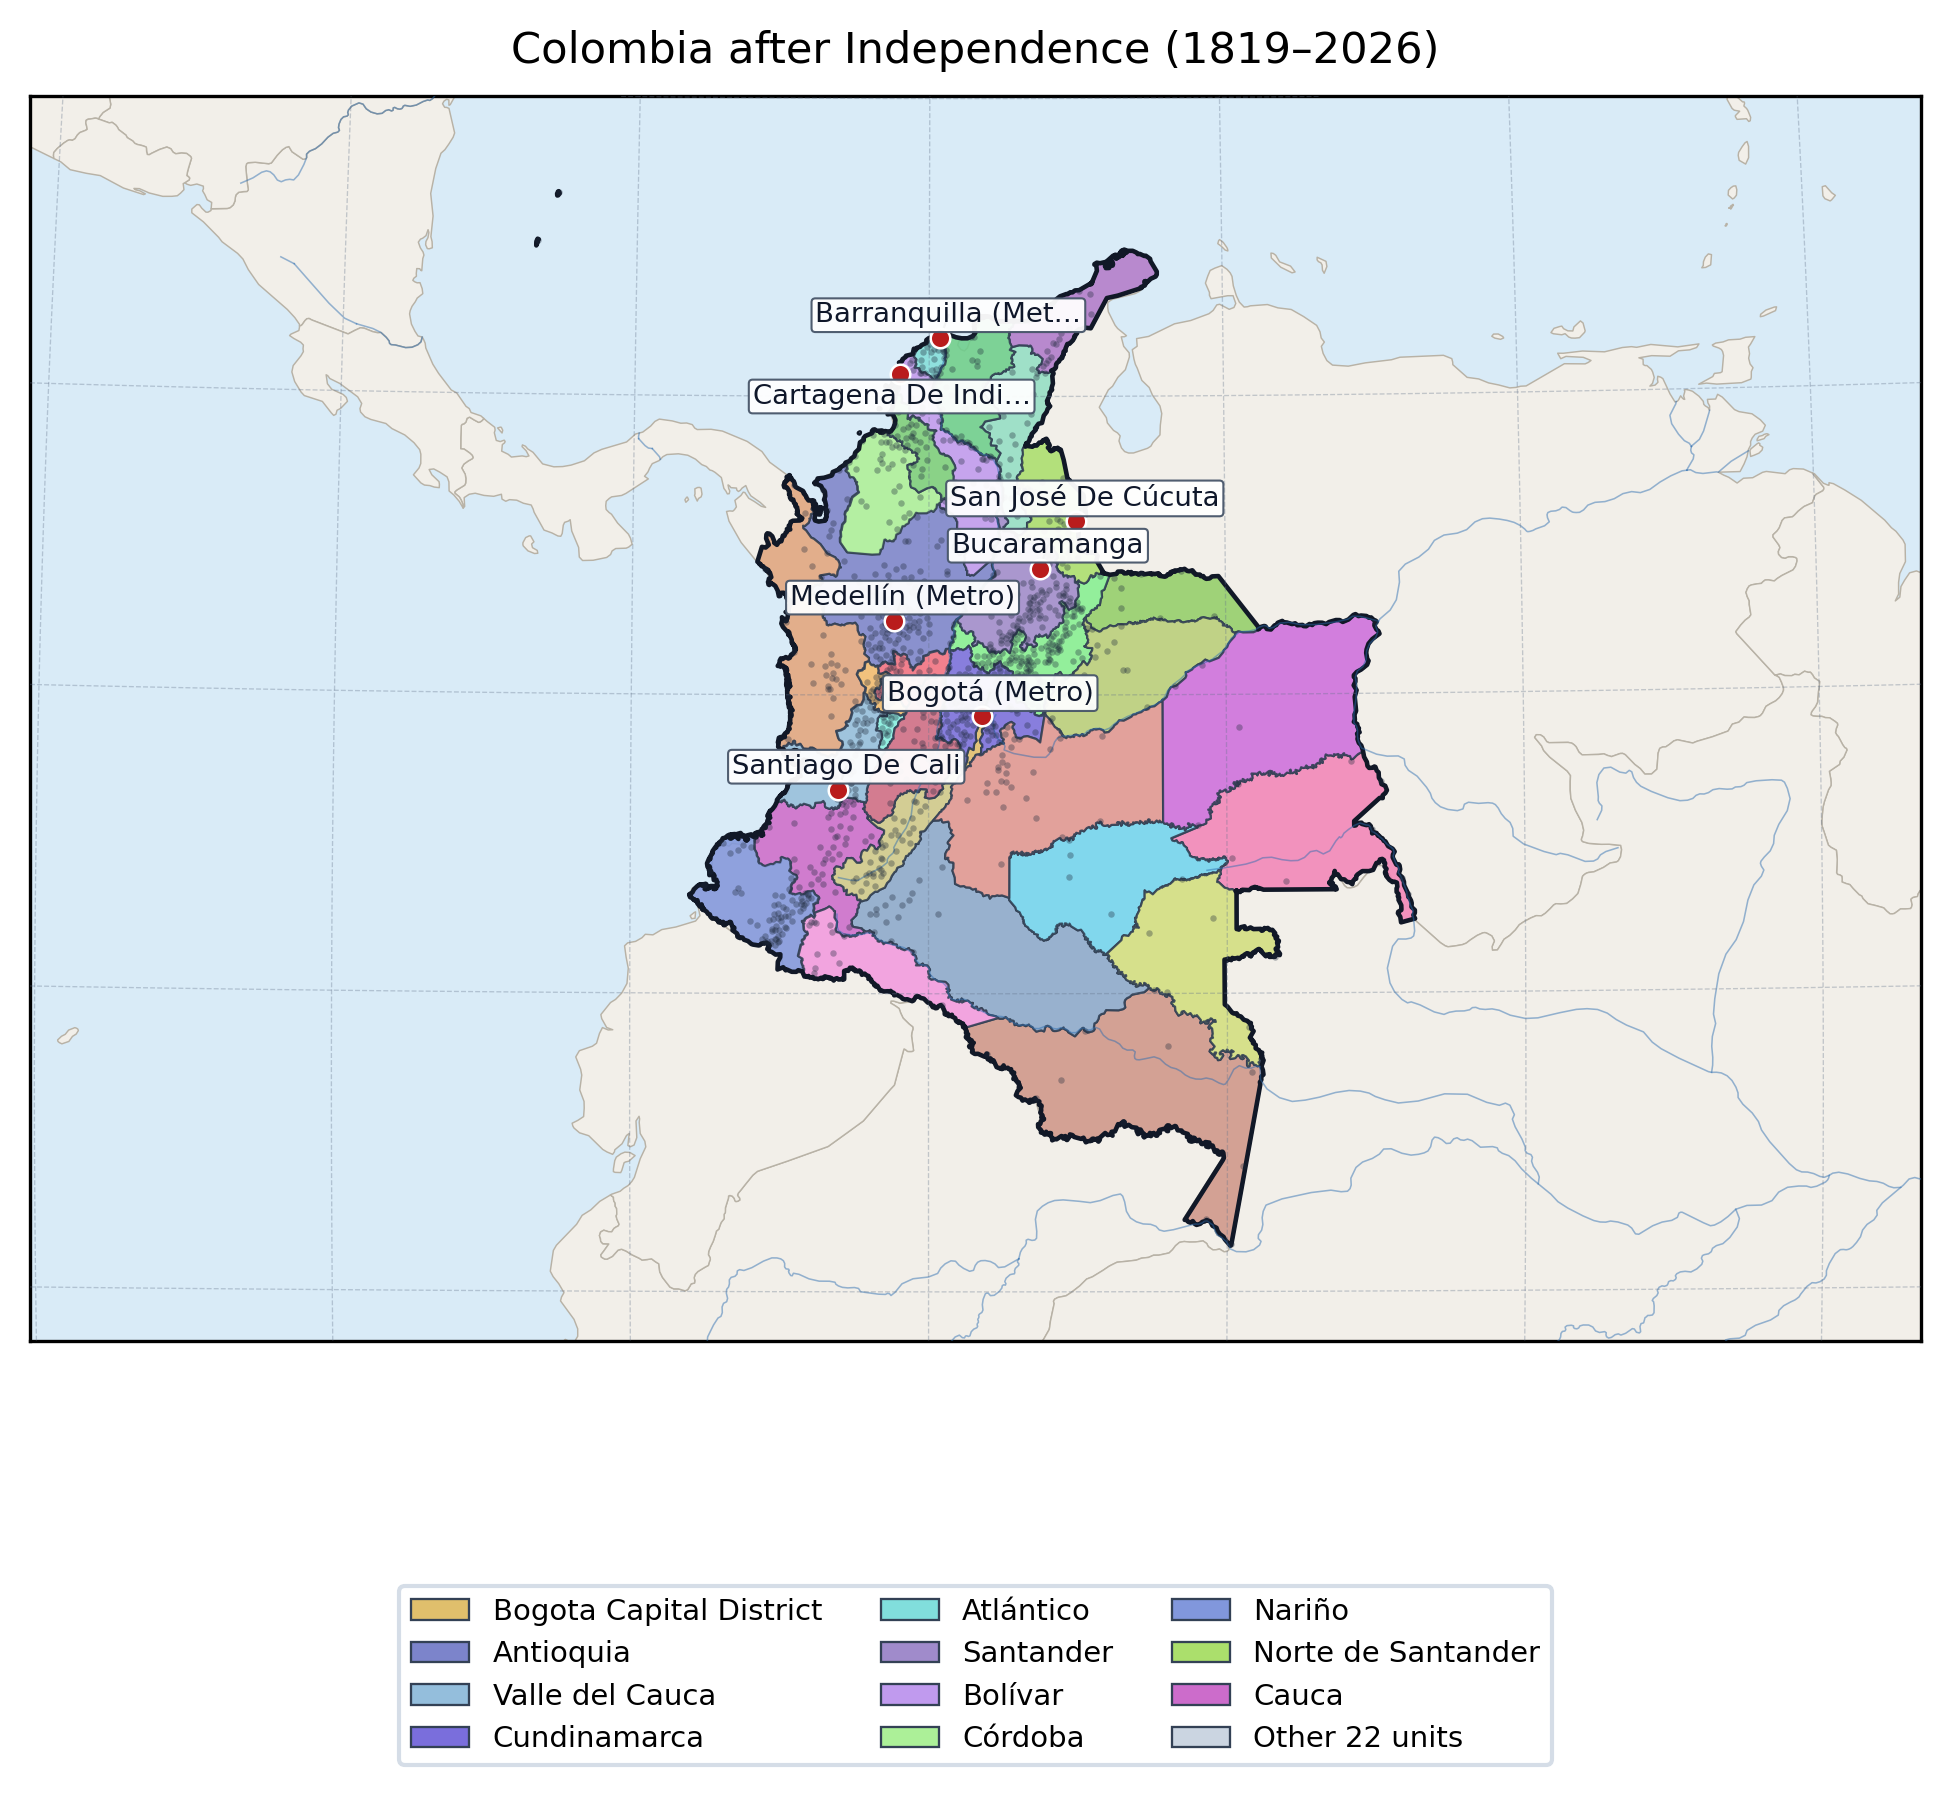 Colombia after Independence (1819–2026)
Barranquilla (Met...
Cartagena De Indi...
San José De Cúcuta
Bucaramanga
Medellín (Metro)
Bogotá (Metro)
Santiago De Cali
Bogota Capital District
Antioquia
Valle del Cauca
Cundinamarca
Atlántico
Santander
Bolívar
Córdoba
Nariño
Norte de Santander
Cauca
Other 22 units